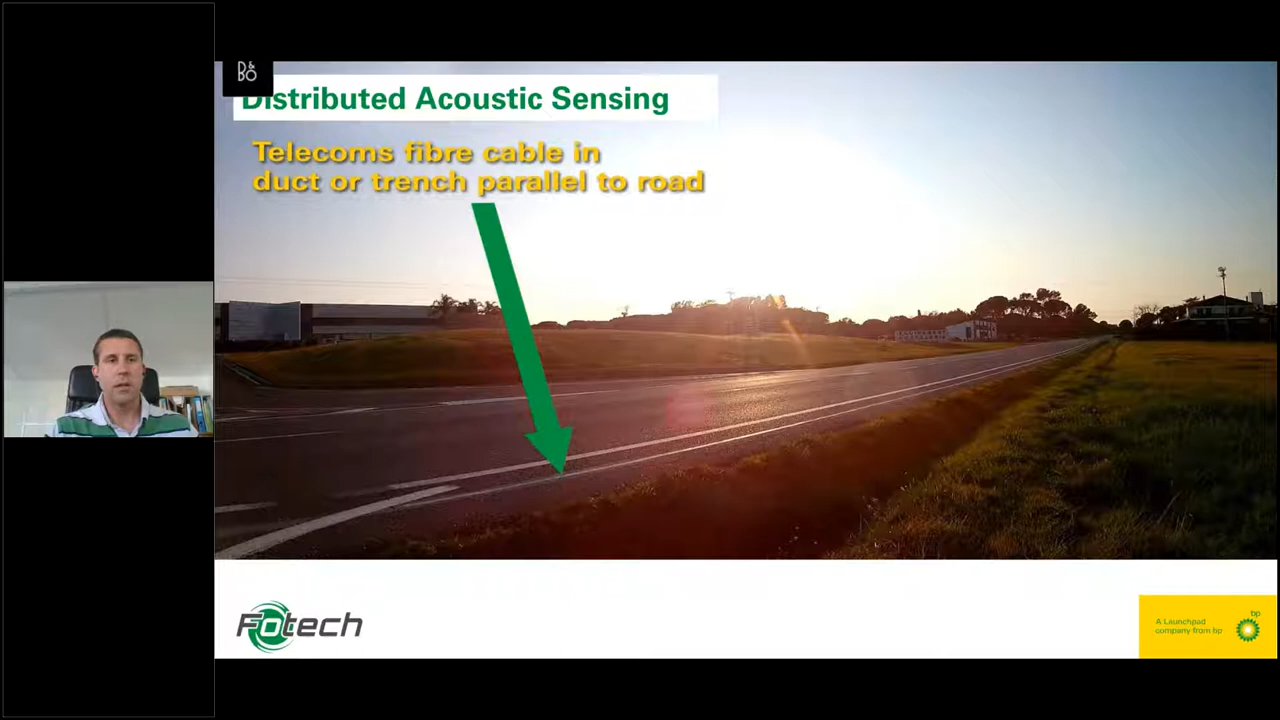 B&O
Distributed Acoustic Sensing
Telecoms fibre cable in
duct or trench parallel to road
Fotech
A Launchpad
company from bp
bp